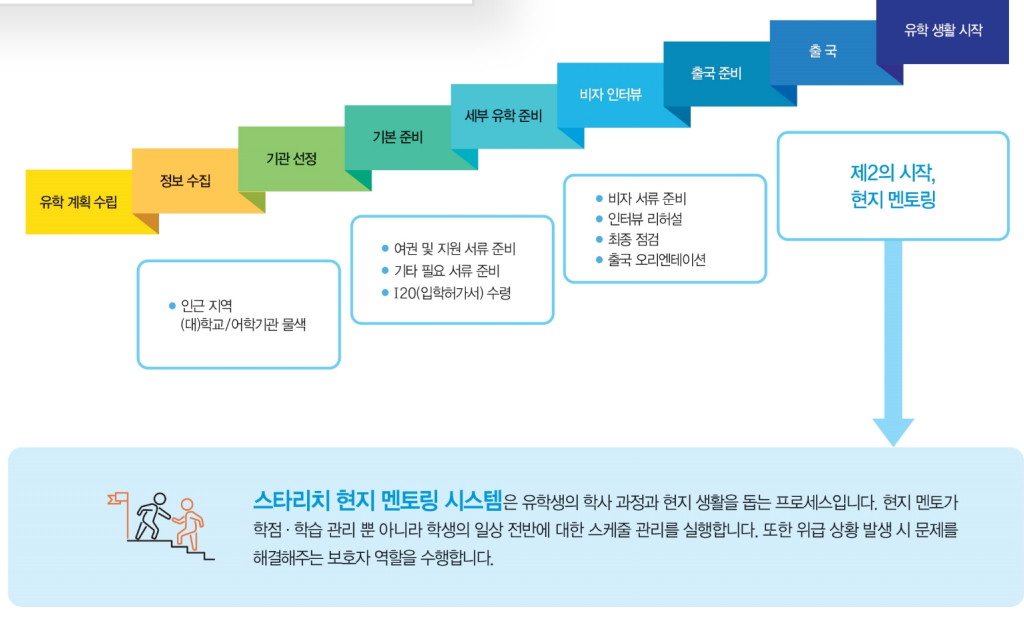 유학 계획 수립
정보 수집
기관 선정
기본 준비
세부 유학 준비
비자 인터뷰
출국 준비
출 국
유학 생활 시작
• 인근 지역
(대)학교/어학기관 물색
• 여권 및 지원 서류 준비
• 기타 필요 서류 준비
• I20(입학허가서) 수령
• 비자 서류 준비
• 인터뷰 리허설
• 최종 점검
• 출국 오리엔테이션
제2의 시작,
현지 멘토링
스타리치 현지 멘토링 시스템은 유학생의 학사 과정과 현지 생활을 돕는 프로세스입니다. 현지 멘토가
학점·학습 관리 뿐 아니라 학생의 일상 전반에 대한 스케줄 관리를 실행합니다. 또한 위급 상황 발생 시 문제를
해결해주는 보호자 역할을 수행합니다.